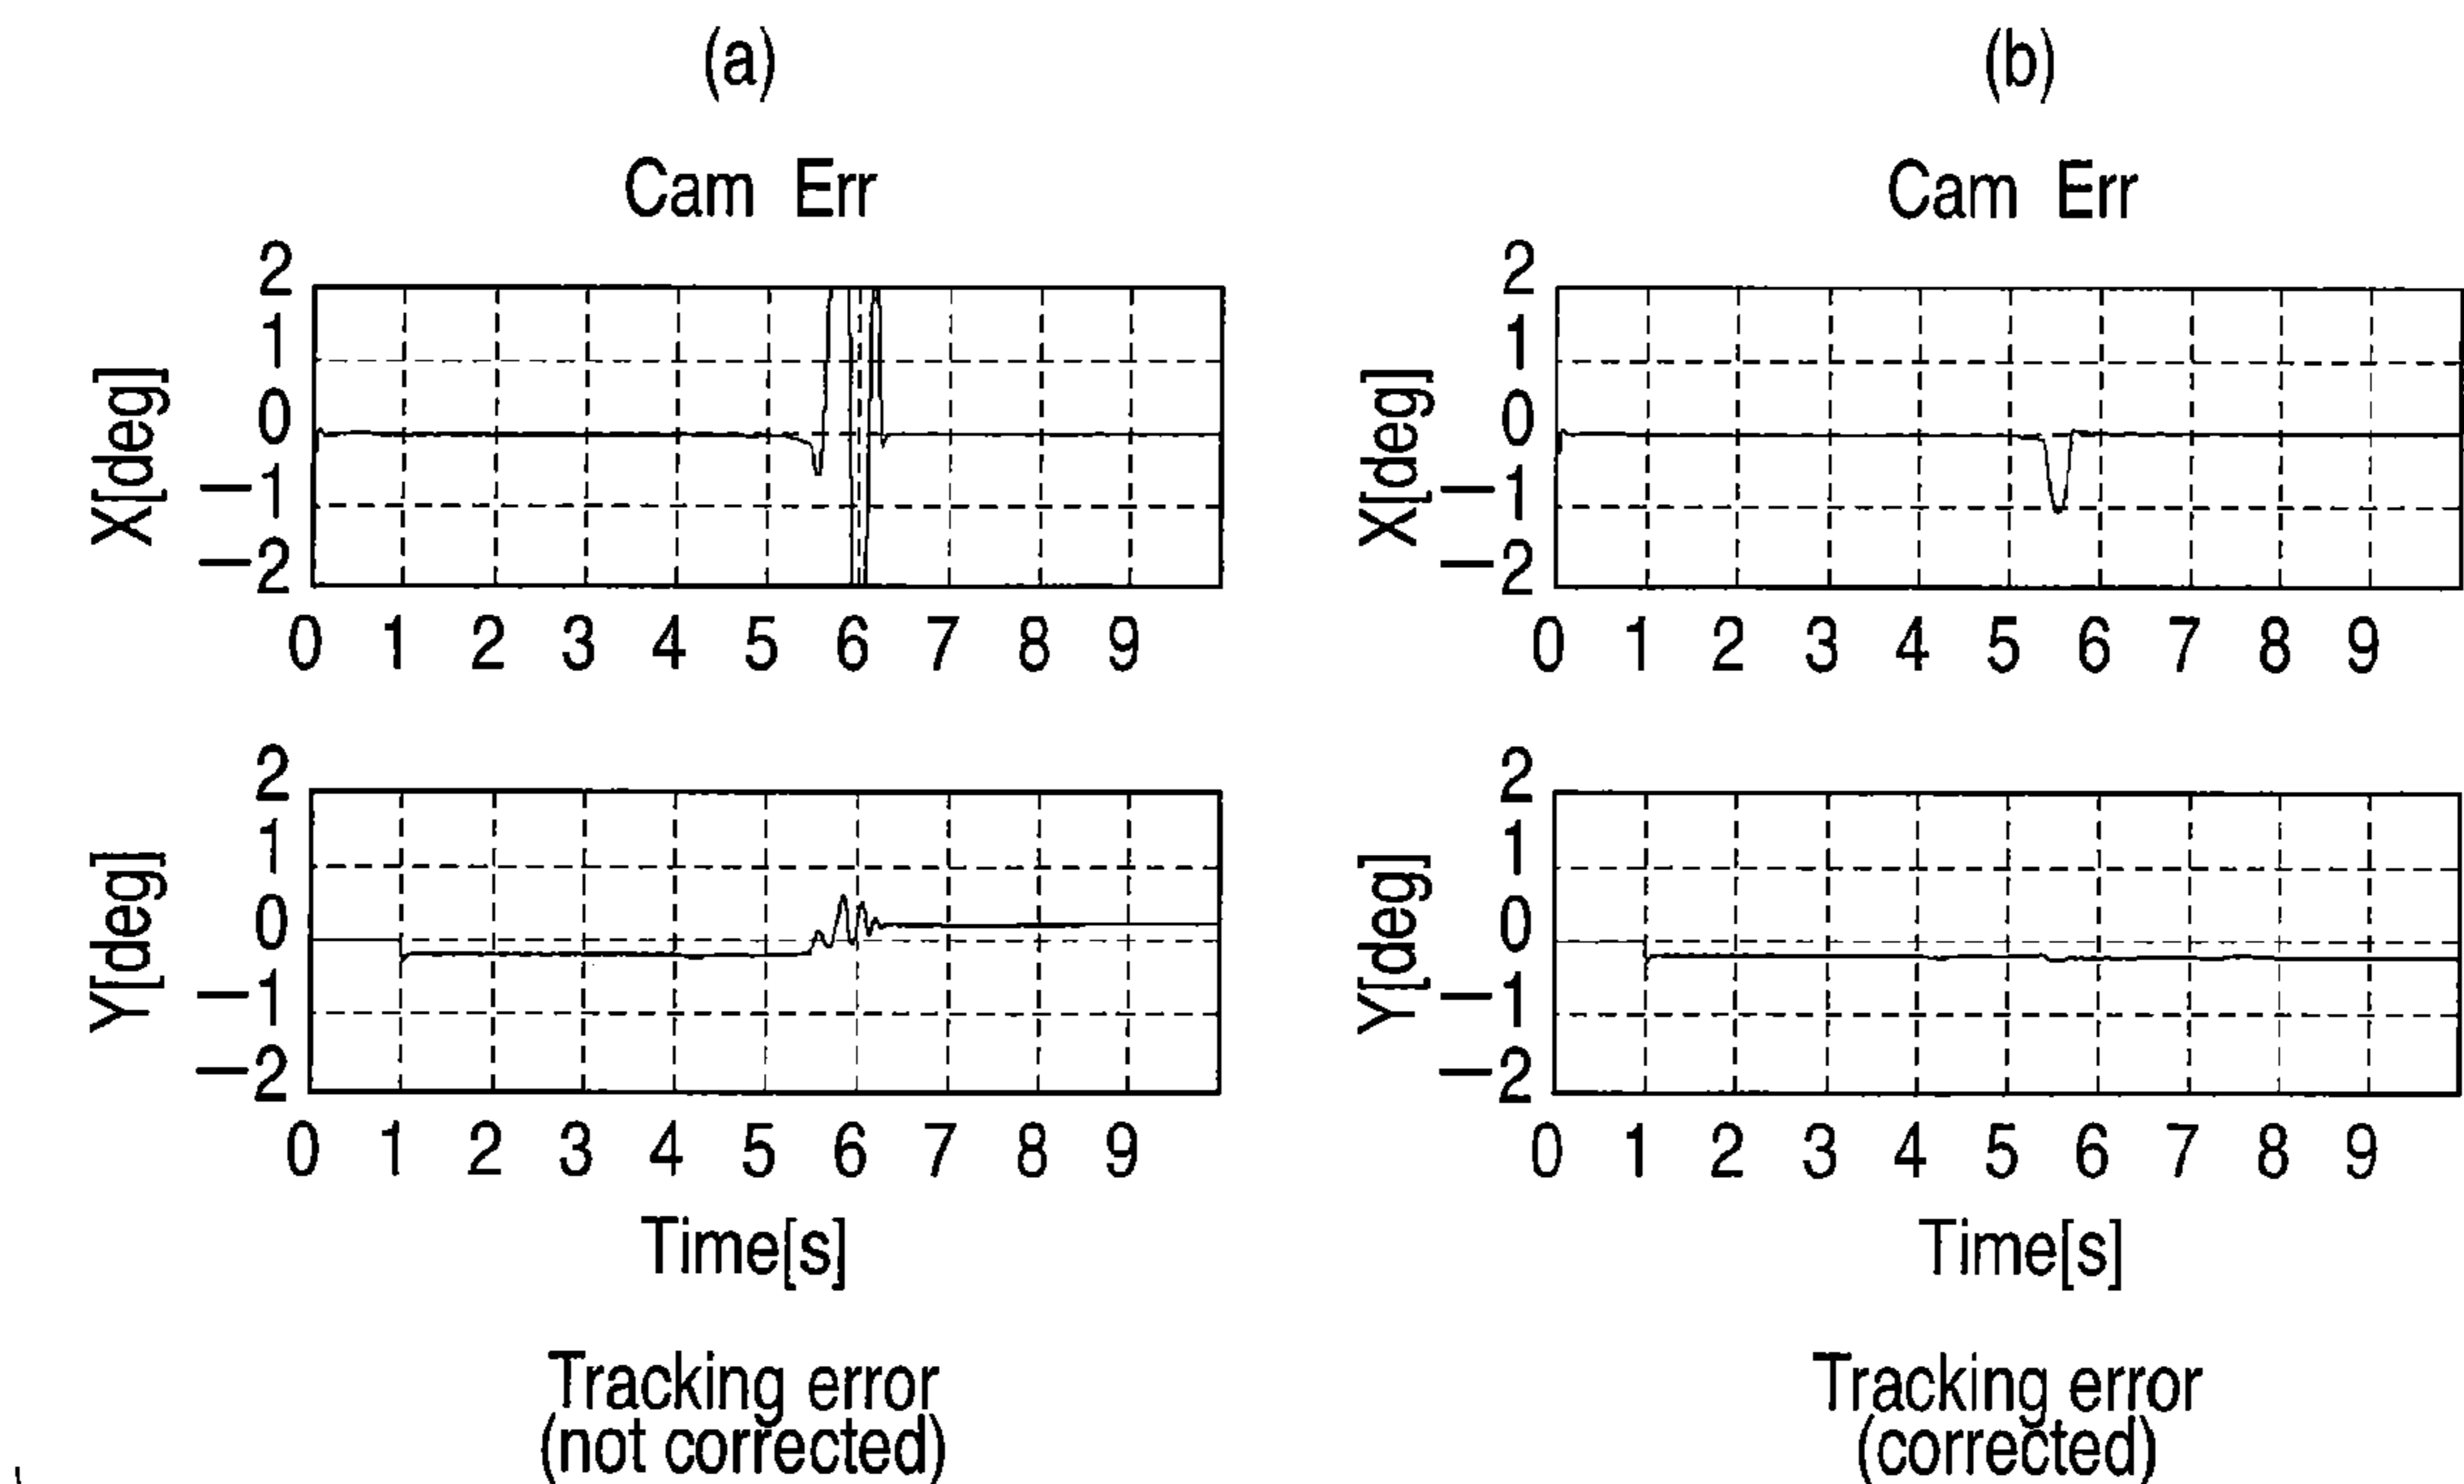 (a)
Cam Err
2
1
0
−1
−2
X[deg]
0 1 2 3 4 5 6 7 8 9
2
1
0
−1
−2
Y[deg]
0 1 2 3 4 5 6 7 8 9
Time[s]
Tracking error
(not corrected)
(b)
Cam Err
2
1
0
−1
−2
X[deg]
0 1 2 3 4 5 6 7 8 9
2
1
0
−1
−2
Y[deg]
0 1 2 3 4 5 6 7 8 9
Time[s]
Tracking error
(corrected)